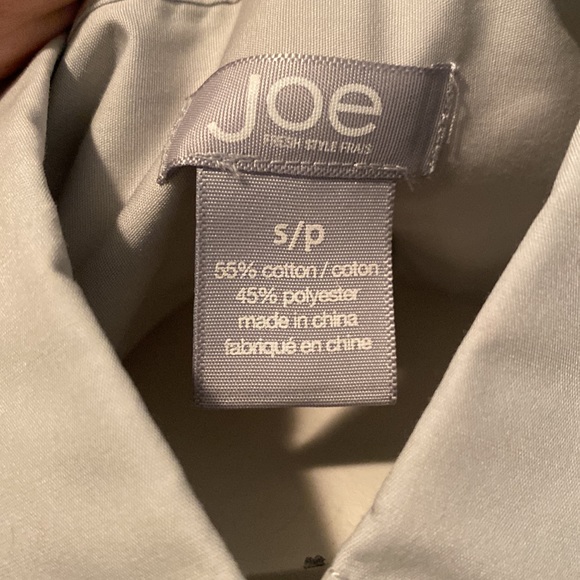 Joe
FRESH STYLE FRAIS
s/p
55% cotton / coton
45% polyester
made in china
fabriqué en chine